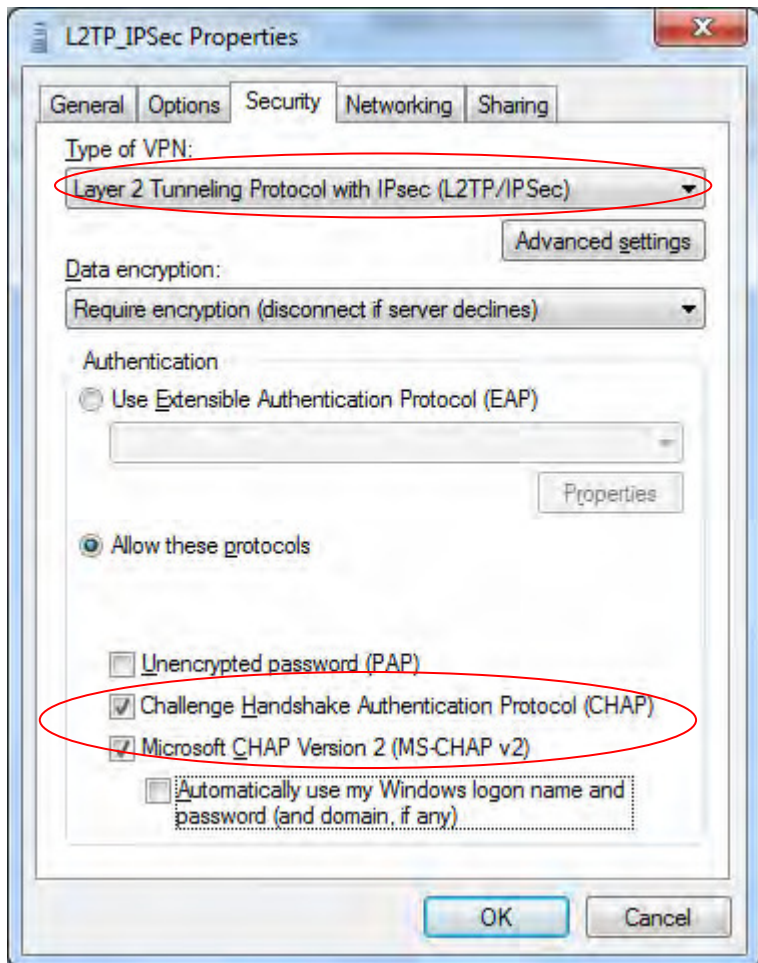 L2TP_IPSec Properties
General Options Security Networking Sharing
Type of VPN:
Layer 2 Tunneling Protocol with IPsec (L2TP/IPSec)
Advanced settings
Data encryption:
Require encryption (disconnect if server declines)
Authentication
Use Extensible Authentication Protocol (EAP)
Properties
Allow these protocols
Unencrypted password (PAP)
Challenge Handshake Authentication Protocol (CHAP)
Microsoft CHAP Version 2 (MS-CHAP v2)
Automatically use my Windows logon name and
password (and domain, if any)
OK Cancel